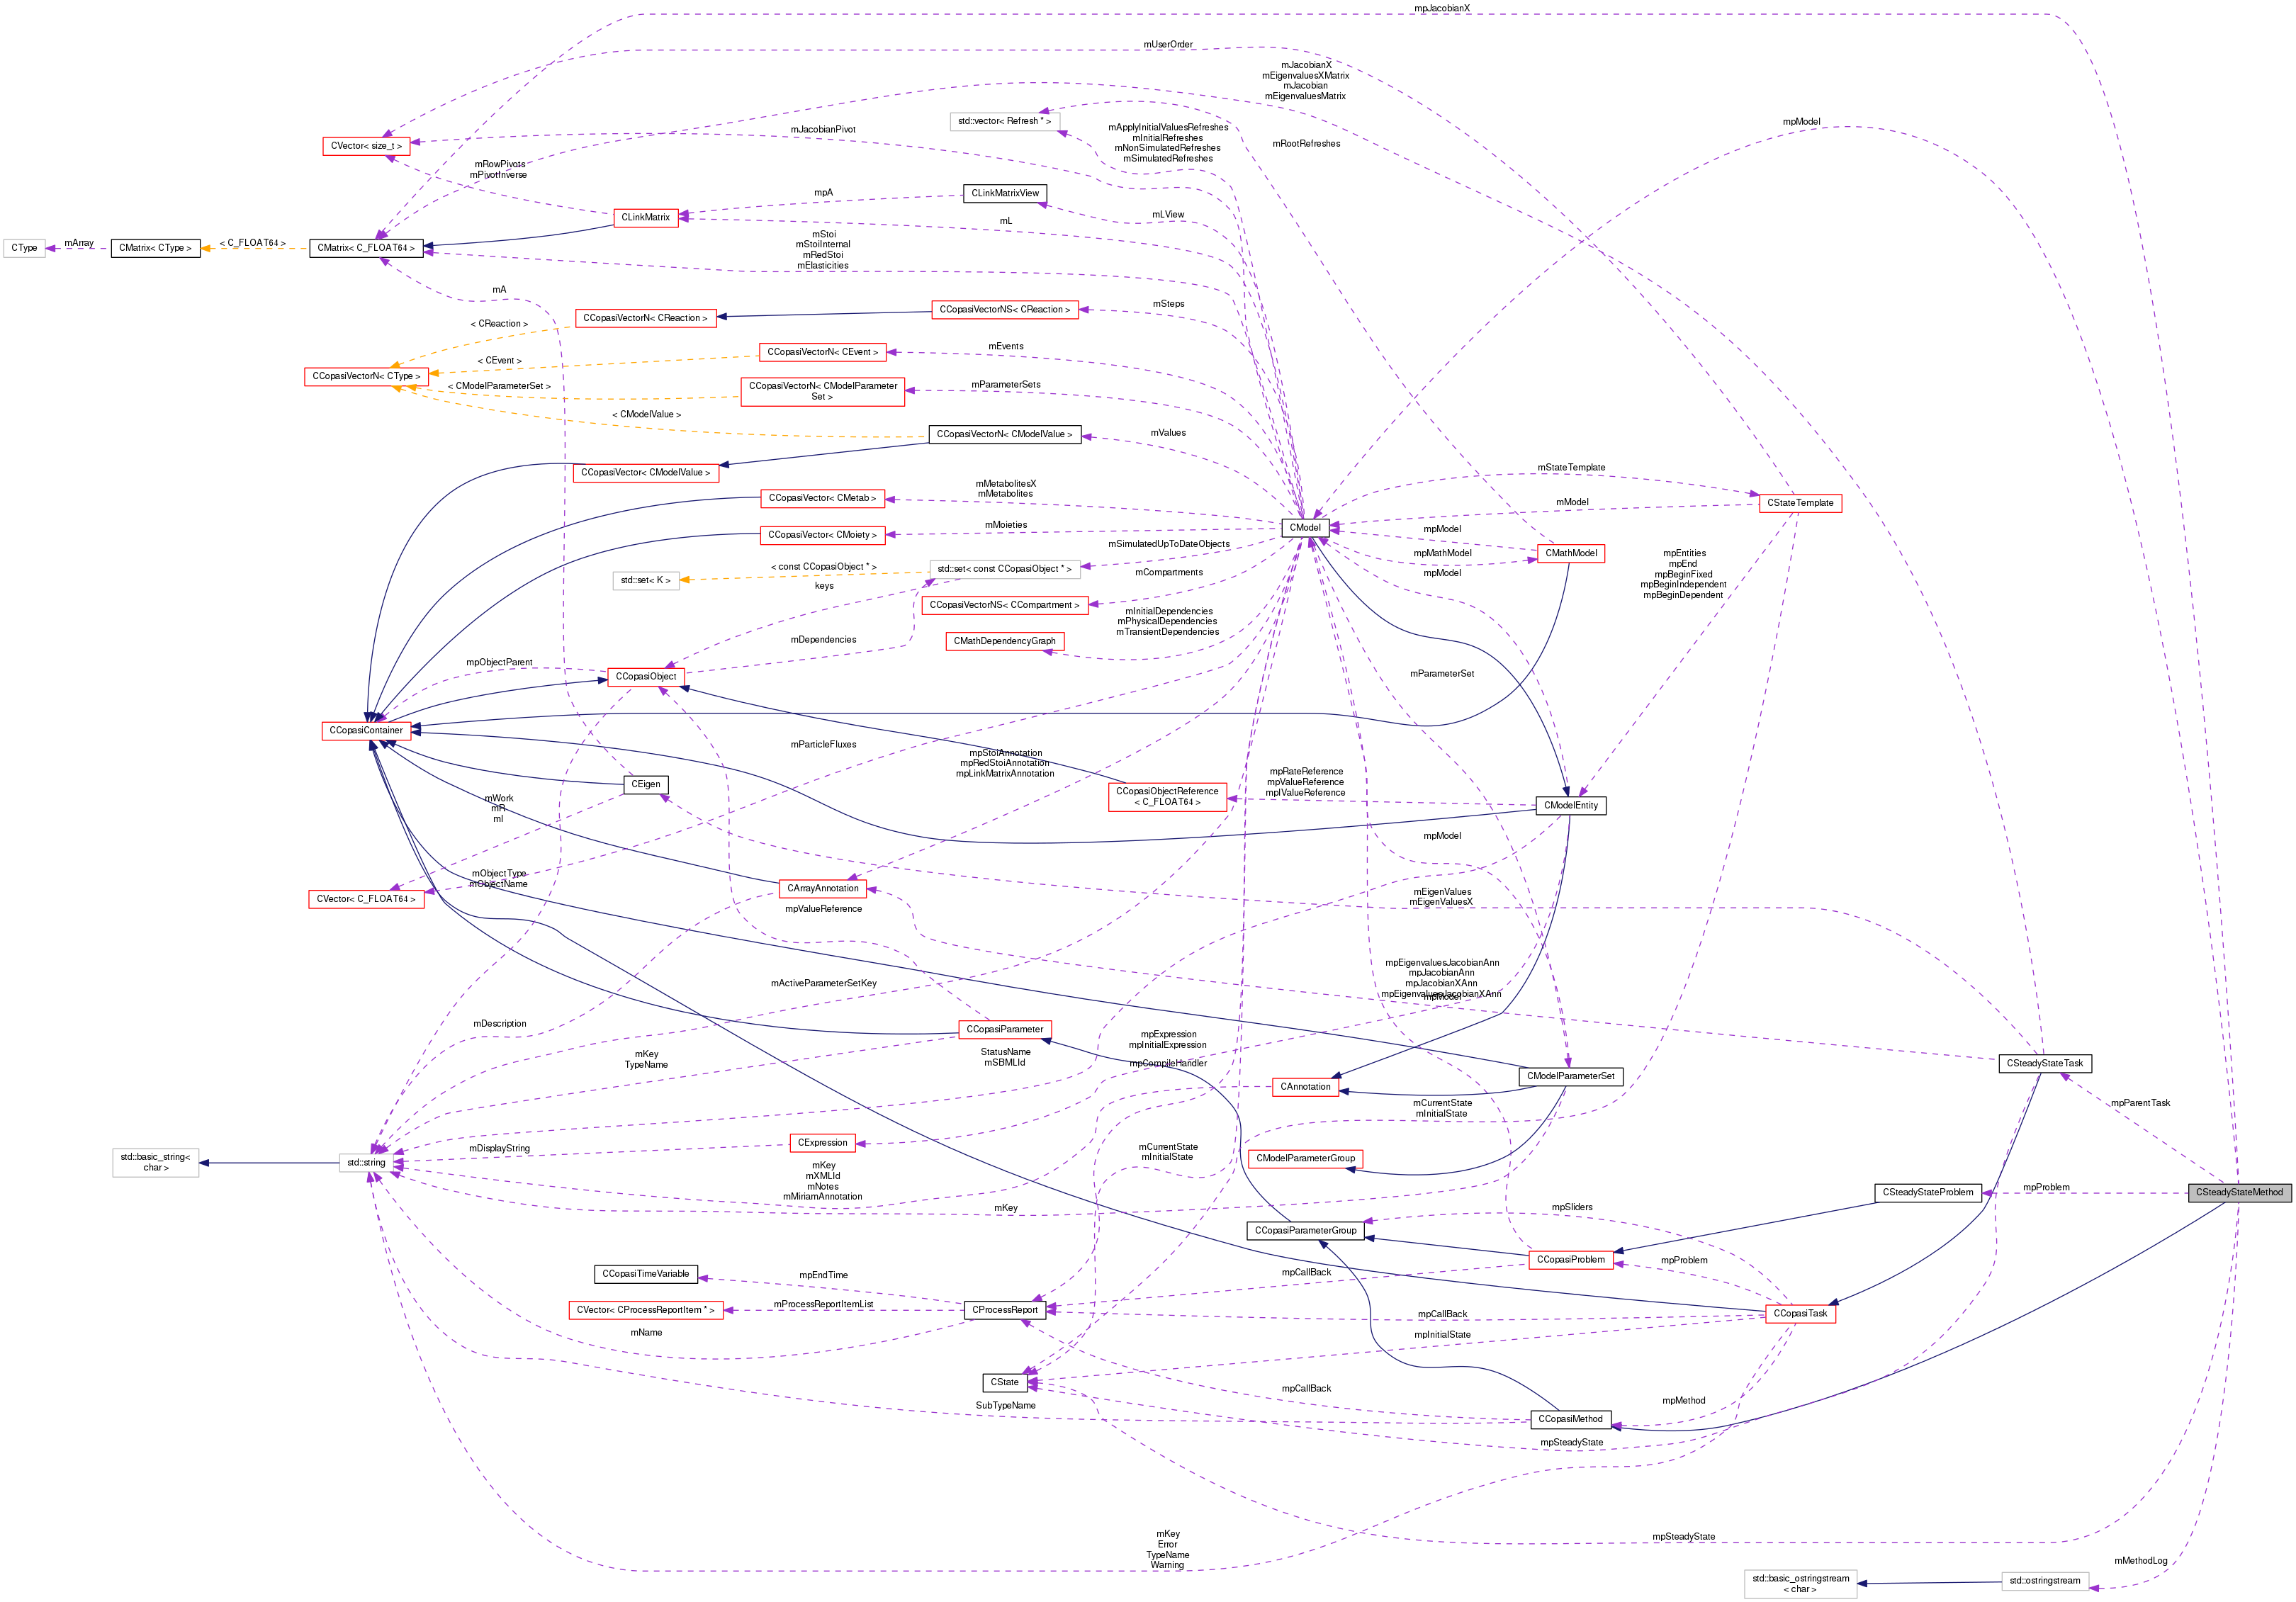 mpJacobianX
mUserOrder
mJacobianX
mEigenvaluesXMatrix
mJacobian
mEigenvaluesMatrix
std::vector< Refresh * >
mpModel
mApplyInitialValuesRefreshes
mInitialRefreshes
mNonSimulatedRefreshes
mSimulatedRefreshes
mJacobianPivot
mRootRefreshes
CVector< size_t >
mRowPivots
mPivotInverse
mpA
CLinkMatrixView
CLinkMatrix
mL
mLView
CType
mArray
CMatrix< CType >
< C_FLOAT64 >
CMatrix< C_FLOAT64 >
mStoi
mStoiInternal
mRedStoi
mElasticities
mA
CCopasiVectorN< CReaction >
CCopasiVectorNS< CReaction >
mSteps
< CReaction >
CCopasiVectorN< CEvent >
mEvents
< CEvent >
CCopasiVectorN< CType >
< CModelParameterSet >
CCopasiVectorN< CModelParameter
Set >
mParameterSets
< CModelValue >
CCopasiVectorN< CModelValue >
mValues
CCopasiVector< CModelValue >
mStateTemplate
CCopasiVector< CMetab >
mMetabolitesX
mMetabolites
mModel
CStateTemplate
CCopasiVector< CMoiety >
mMoieties
CModel
mpModel
mSimulatedUpToDateObjects
mpMathModel
CMathModel
std::set< K >
< const CCopasiObject * >
keys
std::set< const CCopasiObject * >
mCompartments
mpModel
mpEntities
mpEnd
mpBeginFixed
mpBeginIndependent
mpBeginDependent
CCopasiVectorNS< CCompartment >
mInitialDependencies
mPhysicalDependencies
mTransientDependencies
CMathDependencyGraph
mDependencies
mpObjectParent
CCopasiObject
mParameterSet
CCopasiContainer
mParticleFluxes
mpStoiAnnotation
mpRedStoiAnnotation
mpLinkMatrixAnnotation
CEigen
mWork
mR
mI
CCopasiObjectReference
< C_FLOAT64 >
mpRateReference
mpValueReference
mpIValueReference
CModelEntity
mpModel
CVector< C_FLOAT64 >
mObjectType
mObjectName
CArrayAnnotation
mpValueReference
mEigenValues
mEigenValuesX
mActiveParameterSetKey
mpEigenvaluesJacobianAnn
mpJacobianAnn
mpJacobianXAnn
mpEigenvaluesJacobianXAnn
mpModel
mDescription
CCopasiParameter
mKey
TypeName
StatusName
mSBMLId
mpExpression
mpInitialExpression
mpCompileHandler
CAnnotation
CModelParameterSet
CSteadyStateTask
mCurrentState
mInitialState
mpParentTask
std::basic_string<
char >
std::string
mDisplayString
CExpression
mCurrentState
mInitialState
CModelParameterGroup
mKey
mXMLId
mNotes
mMiriamAnnotation
mKey
CSteadyStateProblem
mpProblem
CSteadyStateMethod
CCopasiParameterGroup
mpSliders
CCopasiProblem
mpProblem
CCopasiTimeVariable
mpEndTime
mpCallBack
CVector< CProcessReportItem * >
mProcessReportItemList
CProcessReport
mpCallBack
CCopasiTask
mName
mpInitialState
CState
mpCallBack
mpMethod
SubTypeName
CCopasiMethod
mpSteadyState
mKey
Error
TypeName
Warning
mpSteadyState
mMethodLog
std::basic_ostringstream
< char >
std::ostringstream